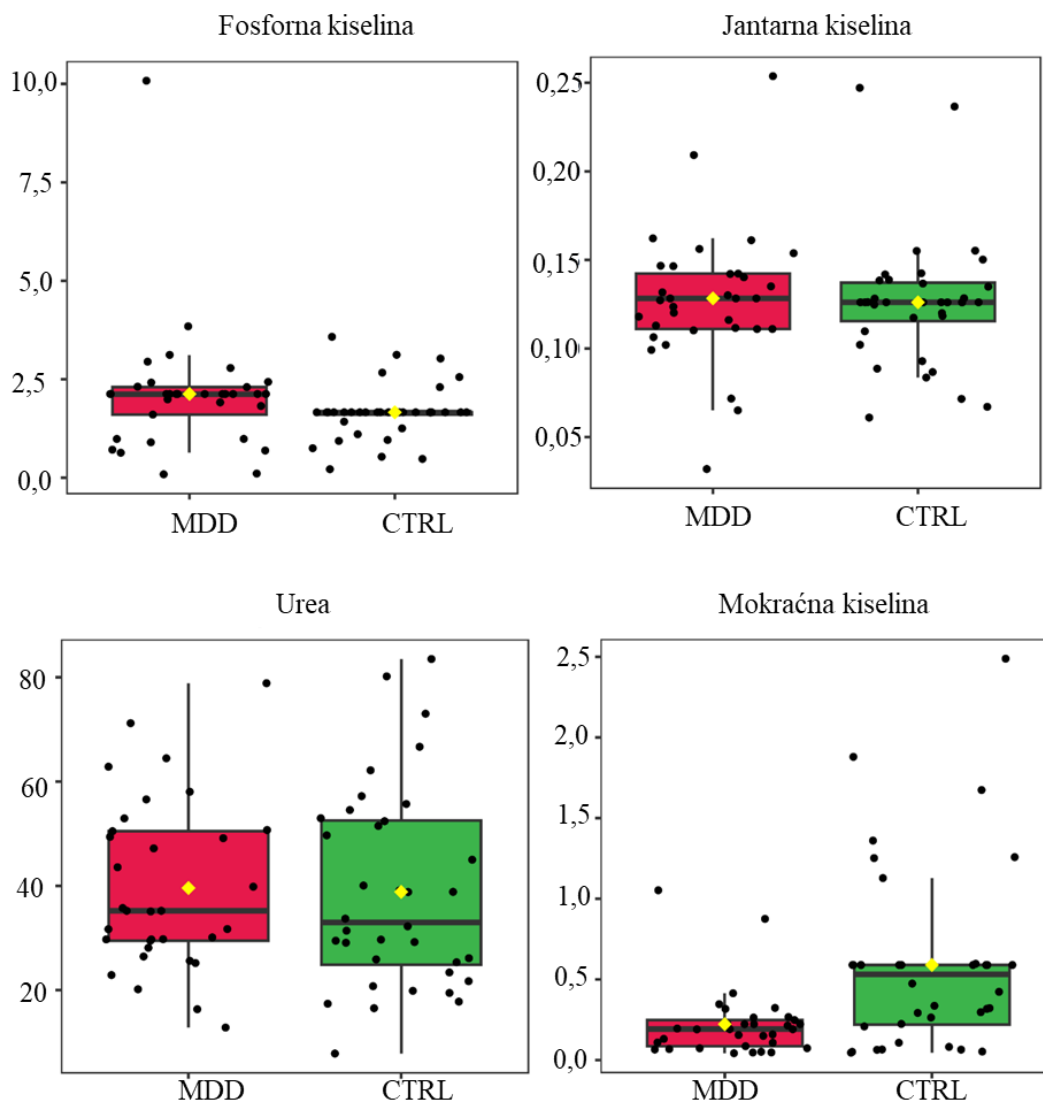 Fosforna kiselina
10,0
7,5
5,0
2,5
0,0
MDD CTRL
Jantarna kiselina
0,25
0,20
0,15
0,10
0,05
MDD CTRL
Urea
80
60
40
20
MDD CTRL
Mokraćna kiselina
2,5
2,0
1,5
1,0
0,5
0,0
MDD CTRL